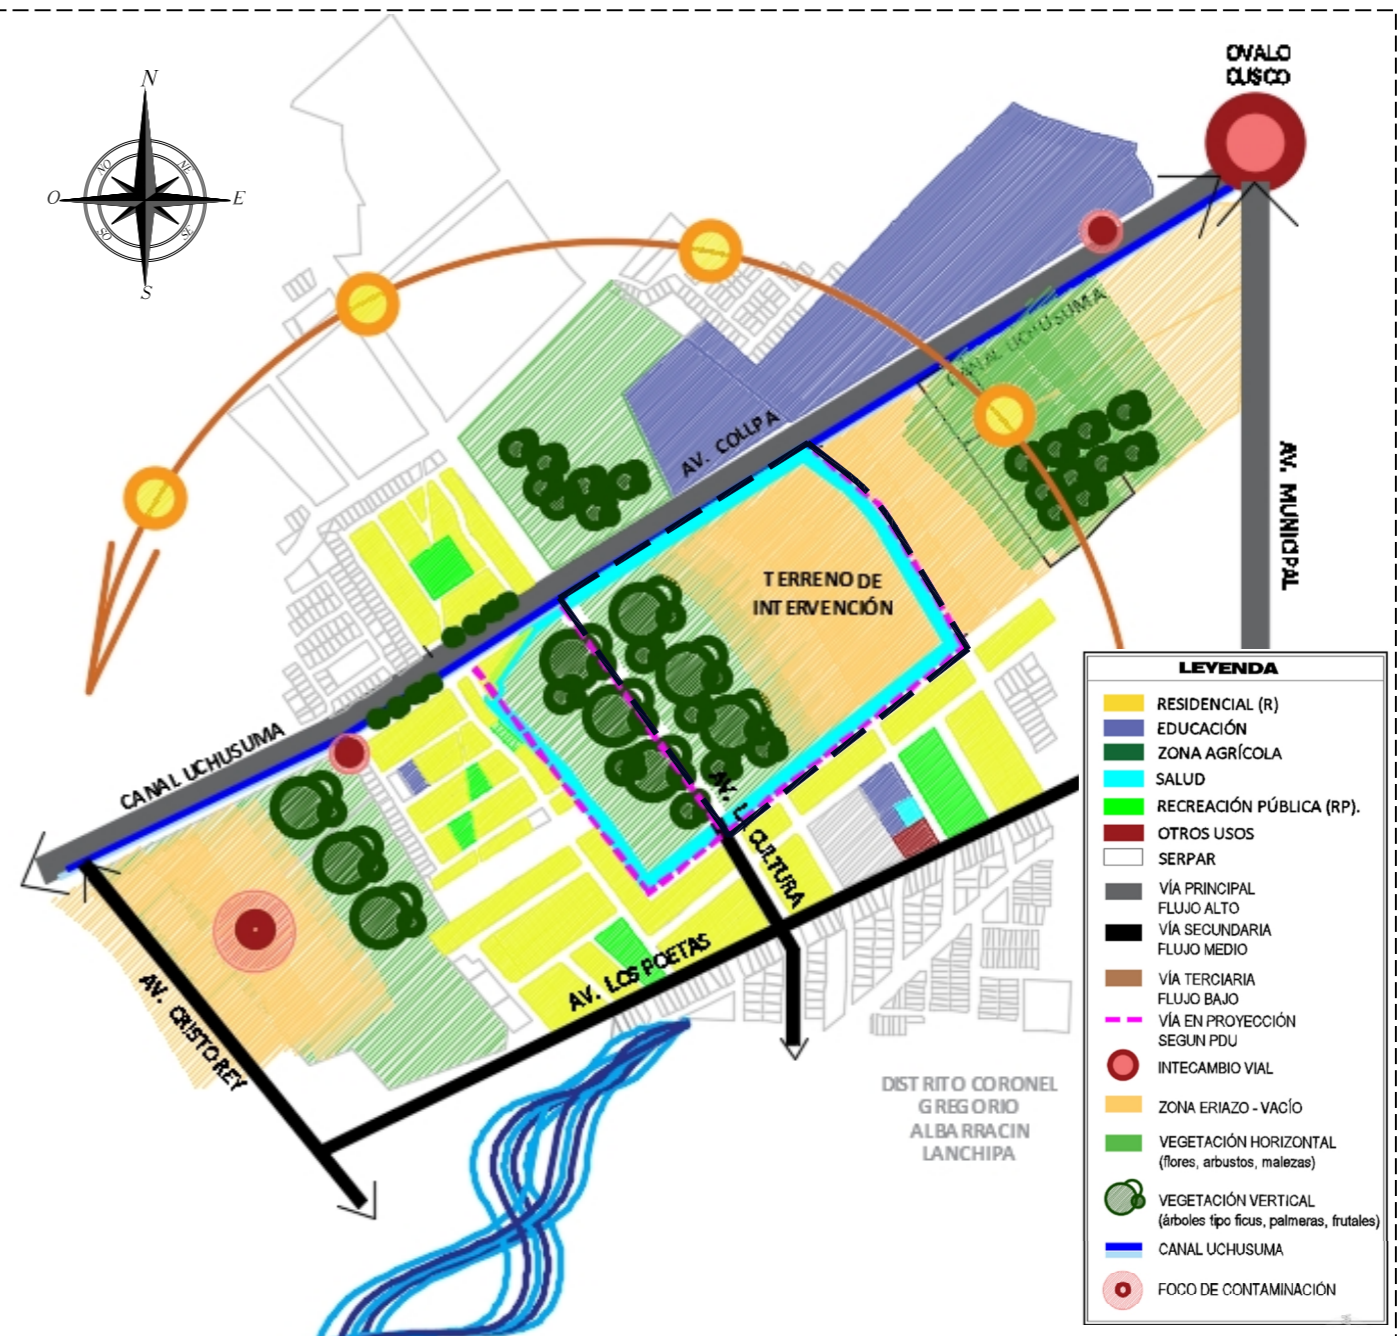 N
NO
NE
O
E
SO
SE
S
OVALO
CUSCO
CANAL UCHUSUMA
AV. COLLPA
AV. MUNICIPAL
TERRENO DE
INTERVENCIÓN
CANAL UCHUSUMA
AV. LA CULTURA
AV. LOS POETAS
AV. CRISTO REY
DISTRITO CORONEL
GREGORIO
ALBARRACIN
LANCHIPA
LEYENDA
RESIDENCIAL (R)
EDUCACIÓN
ZONA AGRÍCOLA
SALUD
RECREACIÓN PÚBLICA (RP).
OTROS USOS
SERPAR
VÍA PRINCIPAL
FLUJO ALTO
VÍA SECUNDARIA
FLUJO MEDIO
VÍA TERCIARIA
FLUJO BAJO
VÍA EN PROYECCIÓN
SEGUN PDU
INTECAMBIO VIAL
ZONA ERIAZO - VACÍO
VEGETACIÓN HORIZONTAL
(flores, arbustos, malezas)
VEGETACIÓN VERTICAL
(árboles tipo ficus, palmeras, frutales)
CANAL UCHUSUMA
FOCO DE CONTAMINACIÓN